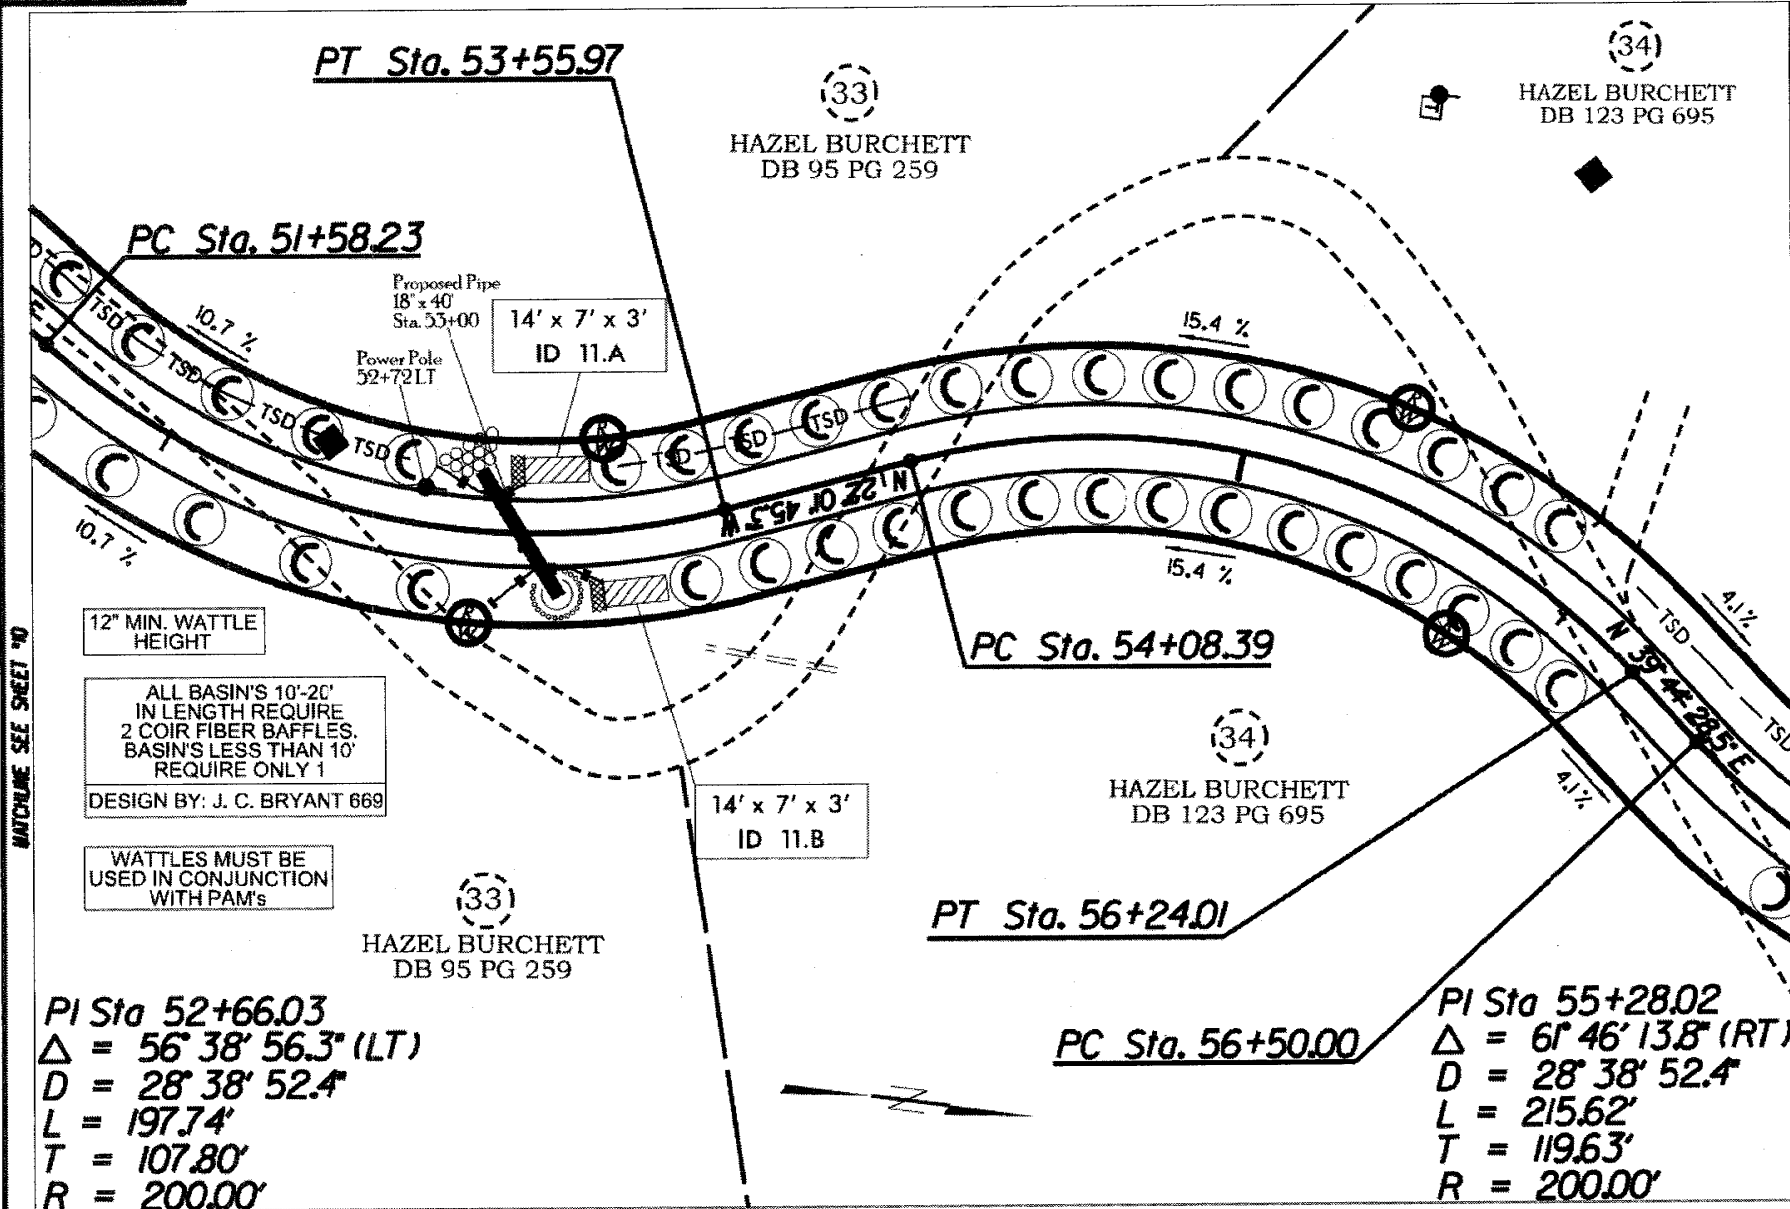 PT Sta. 53+55.97
33
HAZEL BURCHETT
DB 95 PG 259
34
HAZEL BURCHETT
DB 123 PG 695
T
PC Sta. 51+58.23
Proposed Pipe
18" x 40'
Sta. 53+00
14' x 7' x 3'
ID 11.A
Power Pole
52+72 LT
10.7 %
15.4 %
D
E
TSD
TSD
TSD
TSD
TSD
TSD
TSD
R
W
R
W
N 22° 01' 45.3" W
10.7 %
15.4 %
R
W
R
W
12" MIN. WATTLE
HEIGHT
PC Sta. 54+08.39
4.1%
TSD
N 39° 44' 28.5" E
TSD
MATCHLINE SEE SHEET #10
ALL BASIN'S 10'-20'
IN LENGTH REQUIRE
2 COIR FIBER BAFFLES.
BASIN'S LESS THAN 10'
REQUIRE ONLY 1
DESIGN BY: J. C. BRYANT 669
34
HAZEL BURCHETT
DB 123 PG 695
4.1%
14' x 7' x 3'
ID 11.B
WATTLES MUST BE
USED IN CONJUNCTION
WITH PAM's
33
HAZEL BURCHETT
DB 95 PG 259
PT Sta. 56+24.01
PC Sta. 56+50.00
N
PI Sta 52+66.03
Δ = 56° 38' 56.3" (LT)
D = 28° 38' 52.4"
L = 197.74'
T = 107.80'
R = 200.00'
PI Sta 55+28.02
Δ = 61° 46' 13.8" (RT)
D = 28° 38' 52.4"
L = 215.62'
T = 119.63'
R = 200.00'